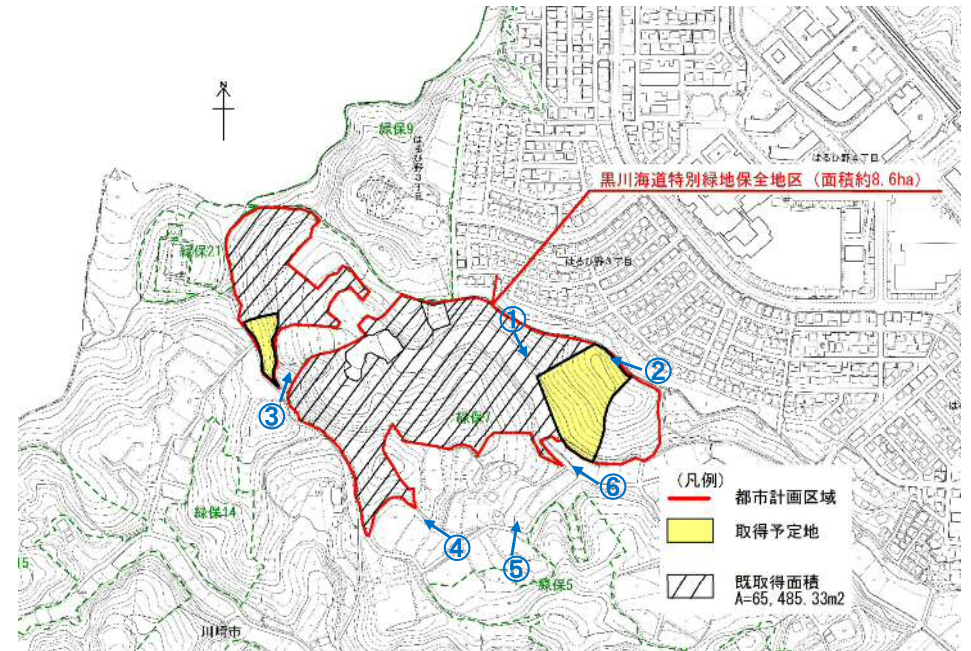 N
緑保9
はるひ野3丁目
はるひ野4丁目
黒川海道特別緑地保全地区（面積約8.6ha）
緑保21
はるひ野3丁目
①
②
③
緑保7
⑥
④
⑤
緑保14
緑保5
川崎市
（凡例）
都市計画区域
取得予定地
既取得面積
A=65,485.33m2